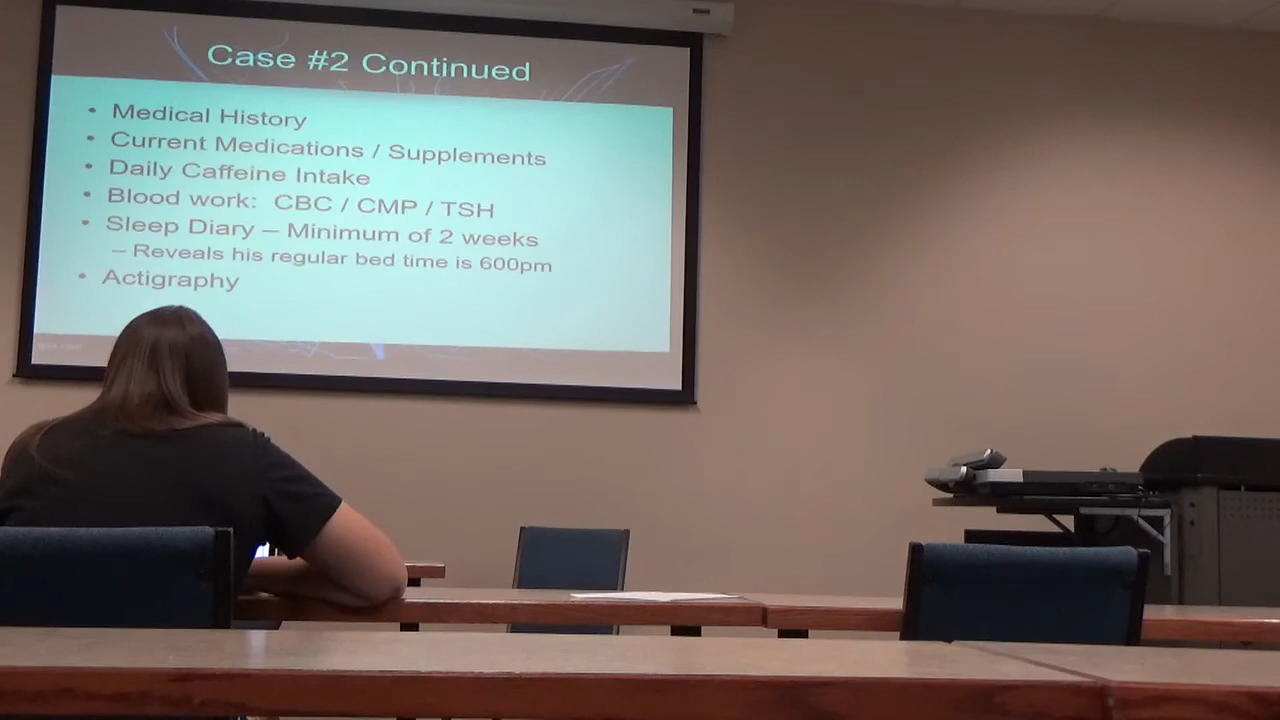 Case #2 Continued
• Medical History
• Current Medications / Supplements
• Daily Caffeine Intake
• Blood work: CBC / CMP / TSH
• Sleep Diary – Minimum of 2 weeks
– Reveals his regular bed time is 600pm
• Actigraphy